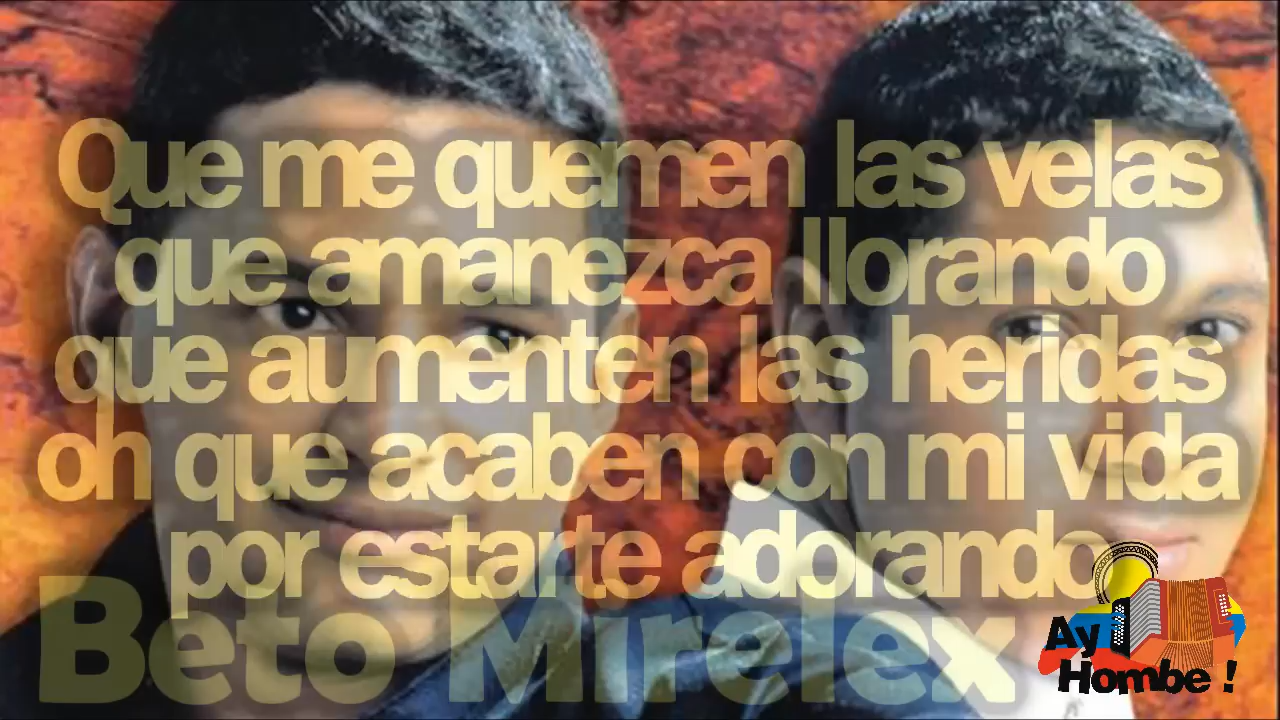 Que me quemen las velas
que amanezca llorando
que aumenten las heridas
oh que acaben con mi vida
por estarte adorando
Beto Mirelex
Ay
Hombe !